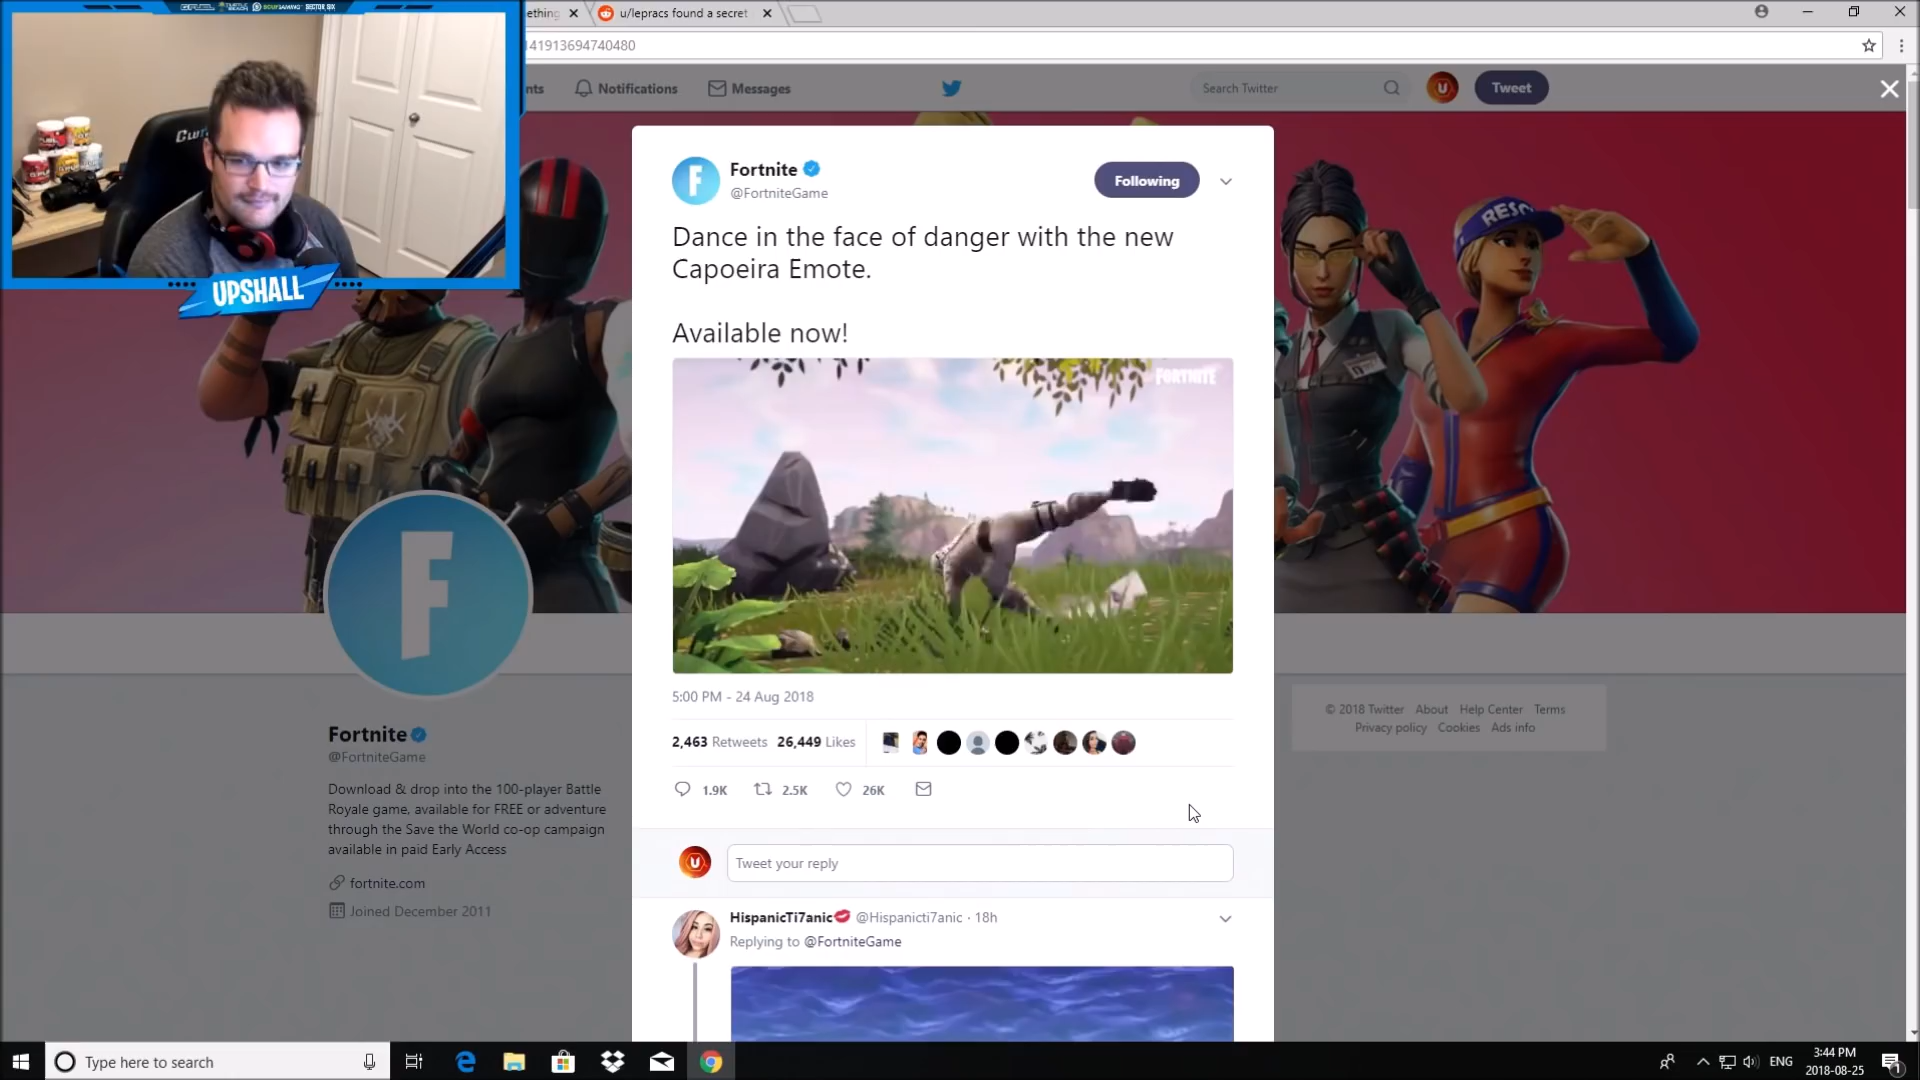 ething
u/lepracs found a secret
141913694740480
nts
Notifications
Messages
Search Twitter
Tweet
UPSHALL
RESC
Fortnite
@FortniteGame
Following
Dance in the face of danger with the new
Capoeira Emote.
Available now!
FORTNITE
5:00 PM - 24 Aug 2018
2,463 Retweets 26,449 Likes
1.9K 2.5K 26K
Tweet your reply
HispanicTi7anic @Hispanicti7anic · 18h
Replying to @FortniteGame
F
Fortnite
@FortniteGame
Download & drop into the 100-player Battle
Royale game, available for FREE or adventure
through the Save the World co-op campaign
available in paid Early Access
fortnite.com
Joined December 2011
© 2018 Twitter About Help Center Terms
Privacy policy Cookies Ads info
Type here to search
ENG
3:44 PM
2018-08-25
1